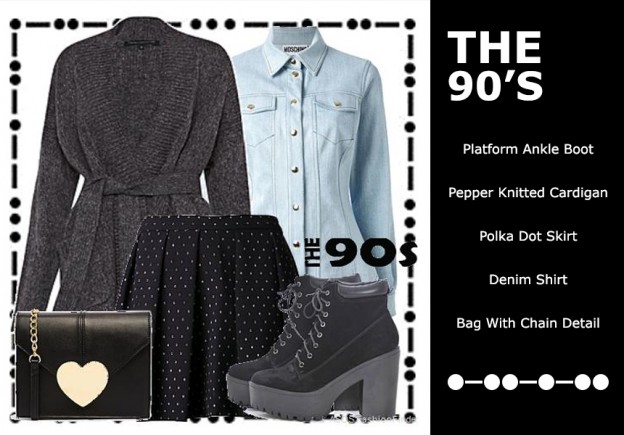 MOSCHINO
THE 90S
THE
90'S
Platform Ankle Boot
Pepper Knitted Cardigan
Polka Dot Skirt
Denim Shirt
Bag With Chain Detail